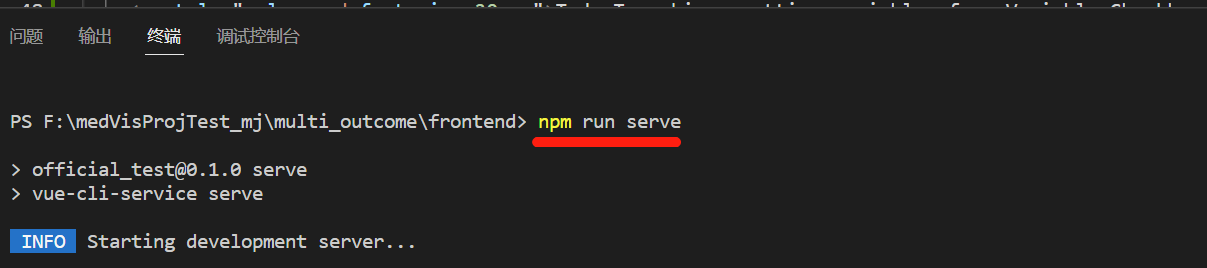 问题 输出 终端 调试控制台
PS F:\medVisProjTest_mj\multi_outcome\frontend> npm run serve
> official_test@0.1.0 serve
> vue-cli-service serve
INFO Starting development server...